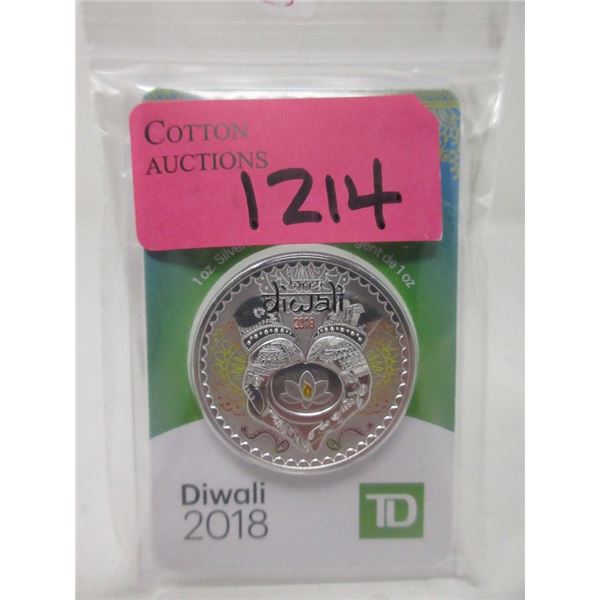 COTTON
AUCTIONS
1214
1 oz. Silver
gent de 1 oz
happy
diwali
2018
Diwali
2018
TD